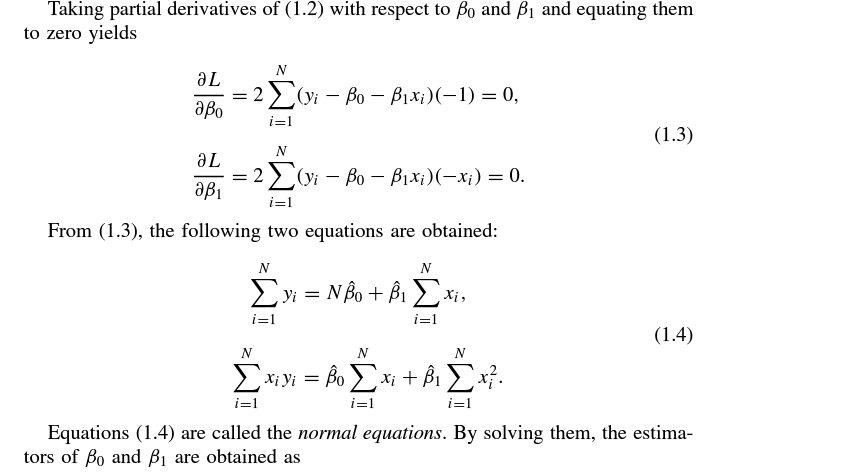 Taking partial derivatives of (1.2) with respect to β₀ and β₁ and equating them
to zero yields
∂L/∂β₀ = 2 ∑_{i=1}^{N} (yᵢ − β₀ − β₁xᵢ)(−1) = 0,
(1.3)
∂L/∂β₁ = 2 ∑_{i=1}^{N} (yᵢ − β₀ − β₁xᵢ)(−xᵢ) = 0.
From (1.3), the following two equations are obtained:
∑_{i=1}^{N} yᵢ = Nβ̂₀ + β̂₁ ∑_{i=1}^{N} xᵢ,
(1.4)
∑_{i=1}^{N} xᵢyᵢ = β̂₀ ∑_{i=1}^{N} xᵢ + β̂₁ ∑_{i=1}^{N} xᵢ².
Equations (1.4) are called the normal equations. By solving them, the estima-
tors of β₀ and β₁ are obtained as